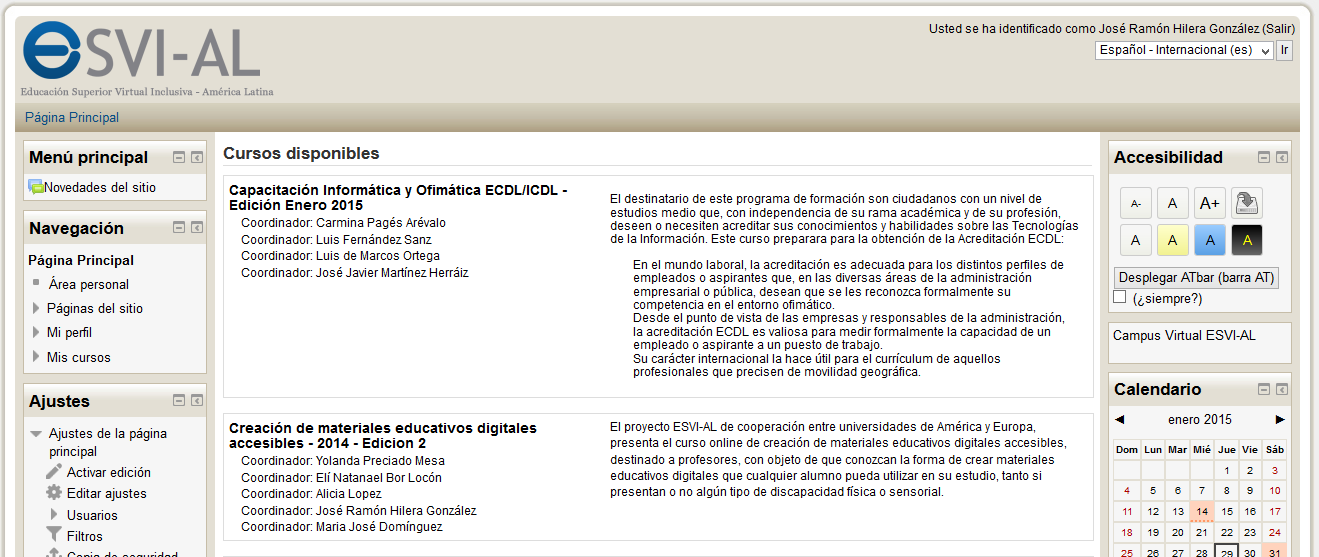 eSVI-AL
Educación Superior Virtual Inclusiva - América Latina
Usted se ha identificado como José Ramón Hilera González (Salir)
Español - Internacional (es)
Ir
Página Principal
Menú principal
Novedades del sitio
Navegación
Página Principal
Área personal
Páginas del sitio
Mi perfil
Mis cursos
Ajustes
Ajustes de la página
principal
Activar edición
Editar ajustes
Usuarios
Filtros
Copia de seguridad
Cursos disponibles
Capacitación Informática y Ofimática ECDL/ICDL -
Edición Enero 2015
Coordinador: Carmina Pagés Arévalo
Coordinador: Luis Fernández Sanz
Coordinador: Luis de Marcos Ortega
Coordinador: José Javier Martínez Herráiz
El destinatario de este programa de formación son ciudadanos con un nivel de
estudios medio que, con independencia de su rama académica y de su profesión,
deseen o necesiten acreditar sus conocimientos y habilidades sobre las Tecnologías
de la Información. Este curso preparara para la obtención de la Acreditación ECDL:
En el mundo laboral, la acreditación es adecuada para los distintos perfiles de
empleados o aspirantes que, en las diversas áreas de la administración
empresarial o pública, desean que se les reconozca formalmente su
competencia en el entorno ofimático.
Desde el punto de vista de las empresas y responsables de la administración,
la acreditación ECDL es valiosa para medir formalmente la capacidad de un
empleado o aspirante a un puesto de trabajo.
Su carácter internacional la hace útil para el currículum de aquellos
profesionales que precisen de movilidad geográfica.
Creación de materiales educativos digitales
accesibles - 2014 - Edicion 2
Coordinador: Yolanda Preciado Mesa
Coordinador: Elí Natanael Bor Locón
Coordinador: Alicia Lopez
Coordinador: José Ramón Hilera González
Coordinador: Maria José Domínguez
El proyecto ESVI-AL de cooperación entre universidades de América y Europa,
presenta el curso online de creación de materiales educativos digitales accesibles,
destinado a profesores, con objeto de que conozcan la forma de crear materiales
educativos digitales que cualquier alumno pueda utilizar en su estudio, tanto si
presentan o no algún tipo de discapacidad física o sensorial.
Accesibilidad
A- A A+
A A A A
Desplegar ATbar (barra AT)
(¿siempre?)
Campus Virtual ESVI-AL
Calendario
◄ enero 2015 ►
Dom Lun Mar Mié Jue Vie Sáb
1 2 3
4 5 6 7 8 9 10
11 12 13 14 15 16 17
18 19 20 21 22 23 24
25 26 27 28 29 30 31